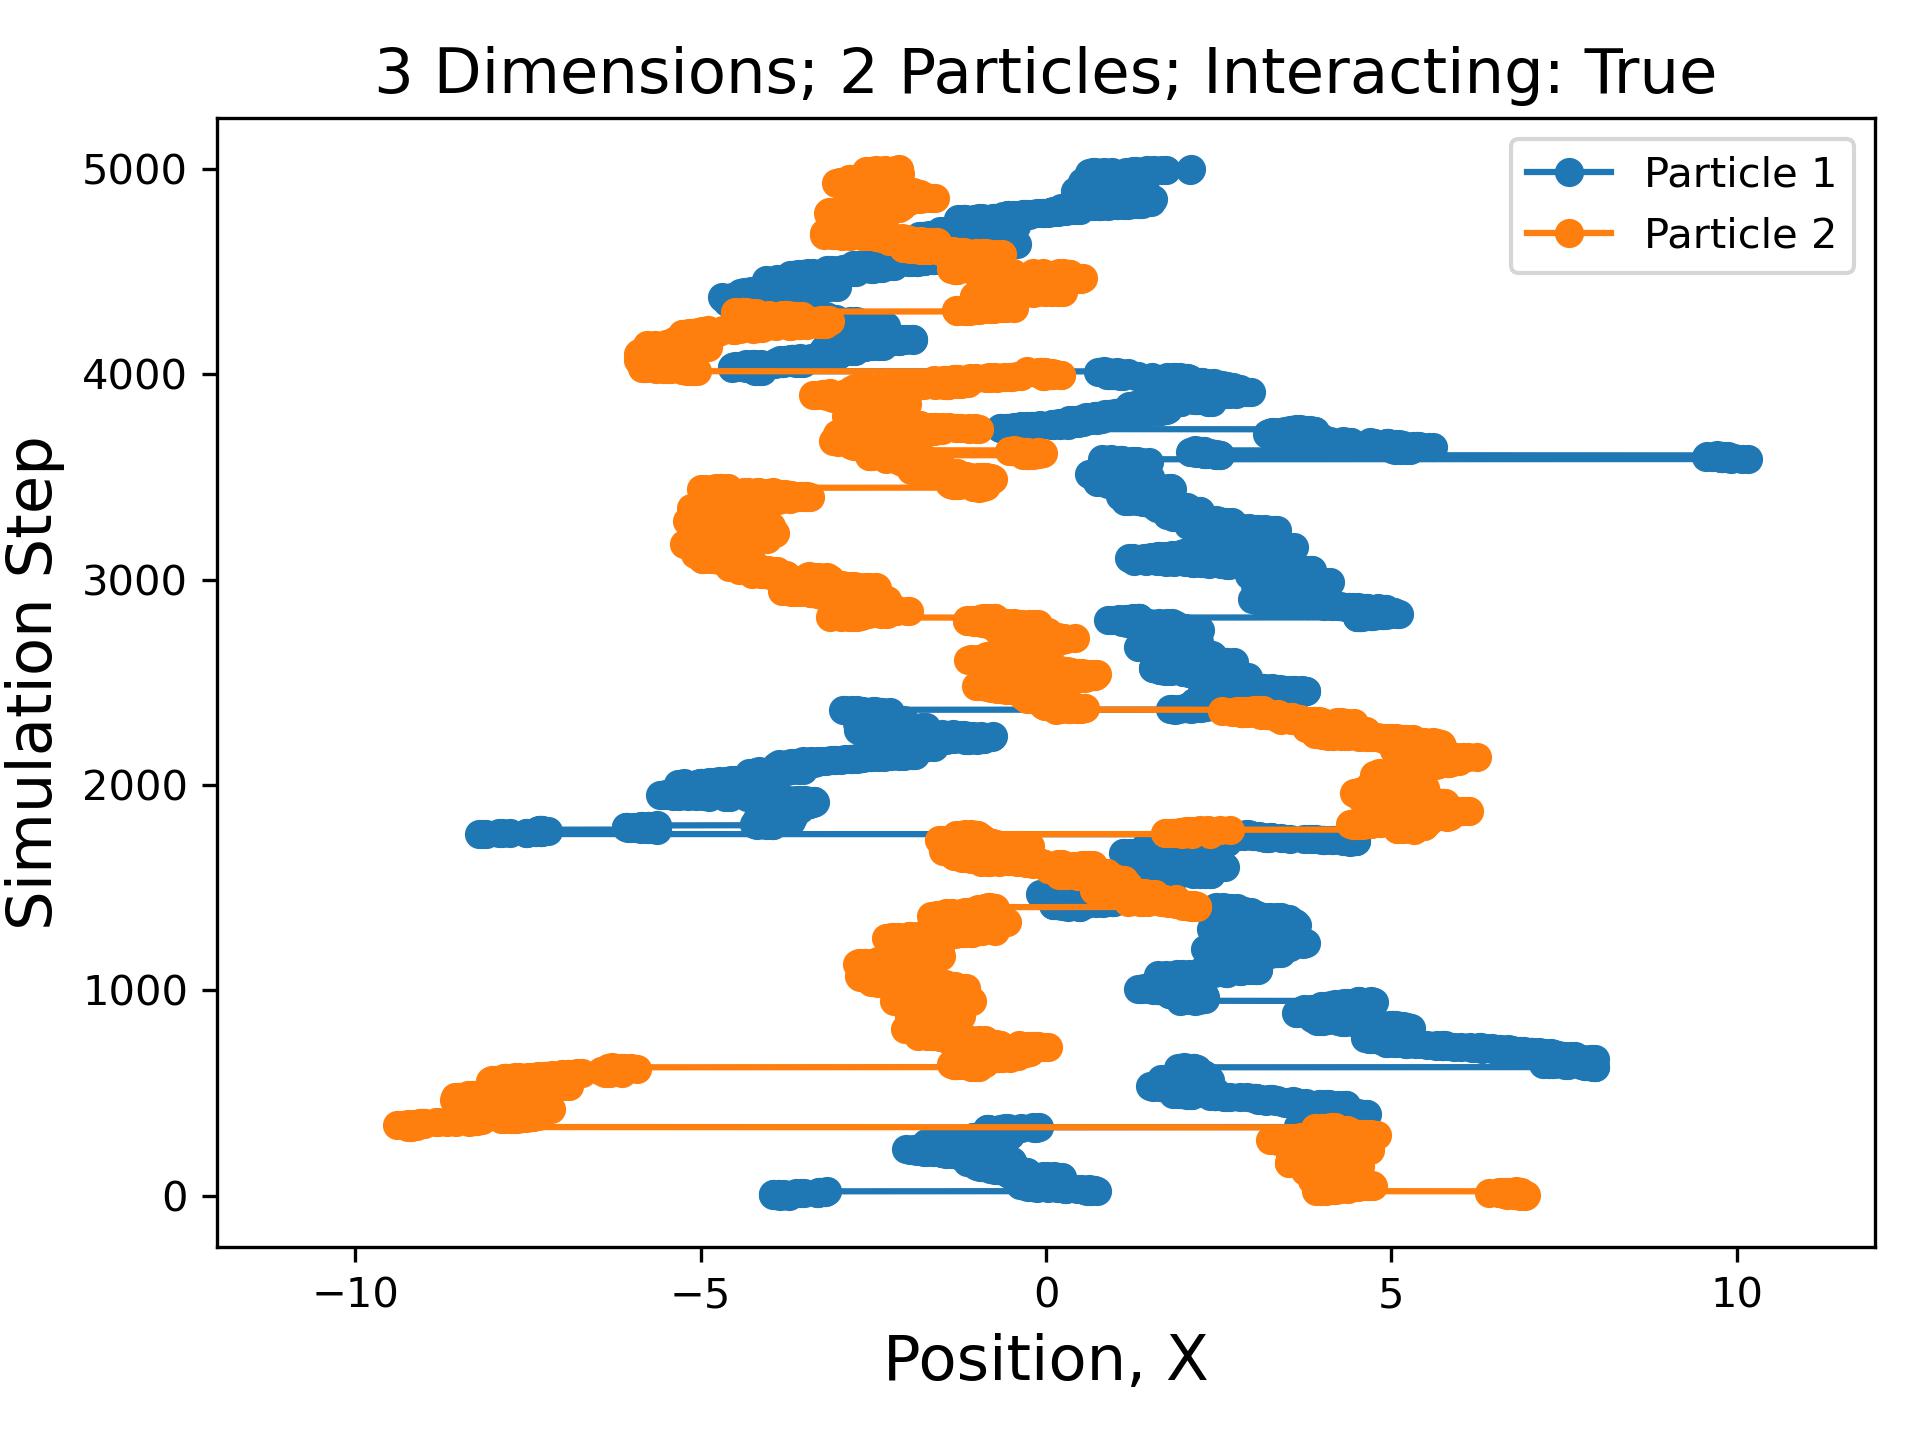 3 Dimensions; 2 Particles; Interacting: True
Particle 1
Particle 2
5000
4000
3000
2000
1000
0
Simulation Step
−10
−5
0
5
10
Position, X